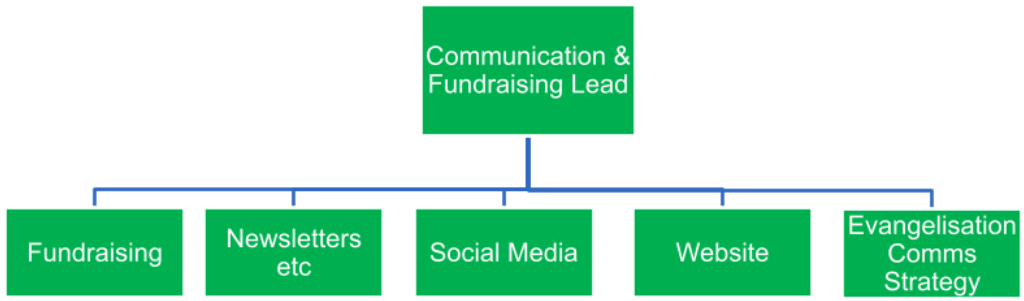 Communication &
Fundraising Lead
Fundraising
Newsletters
etc
Social Media
Website
Evangelisation
Comms
Strategy